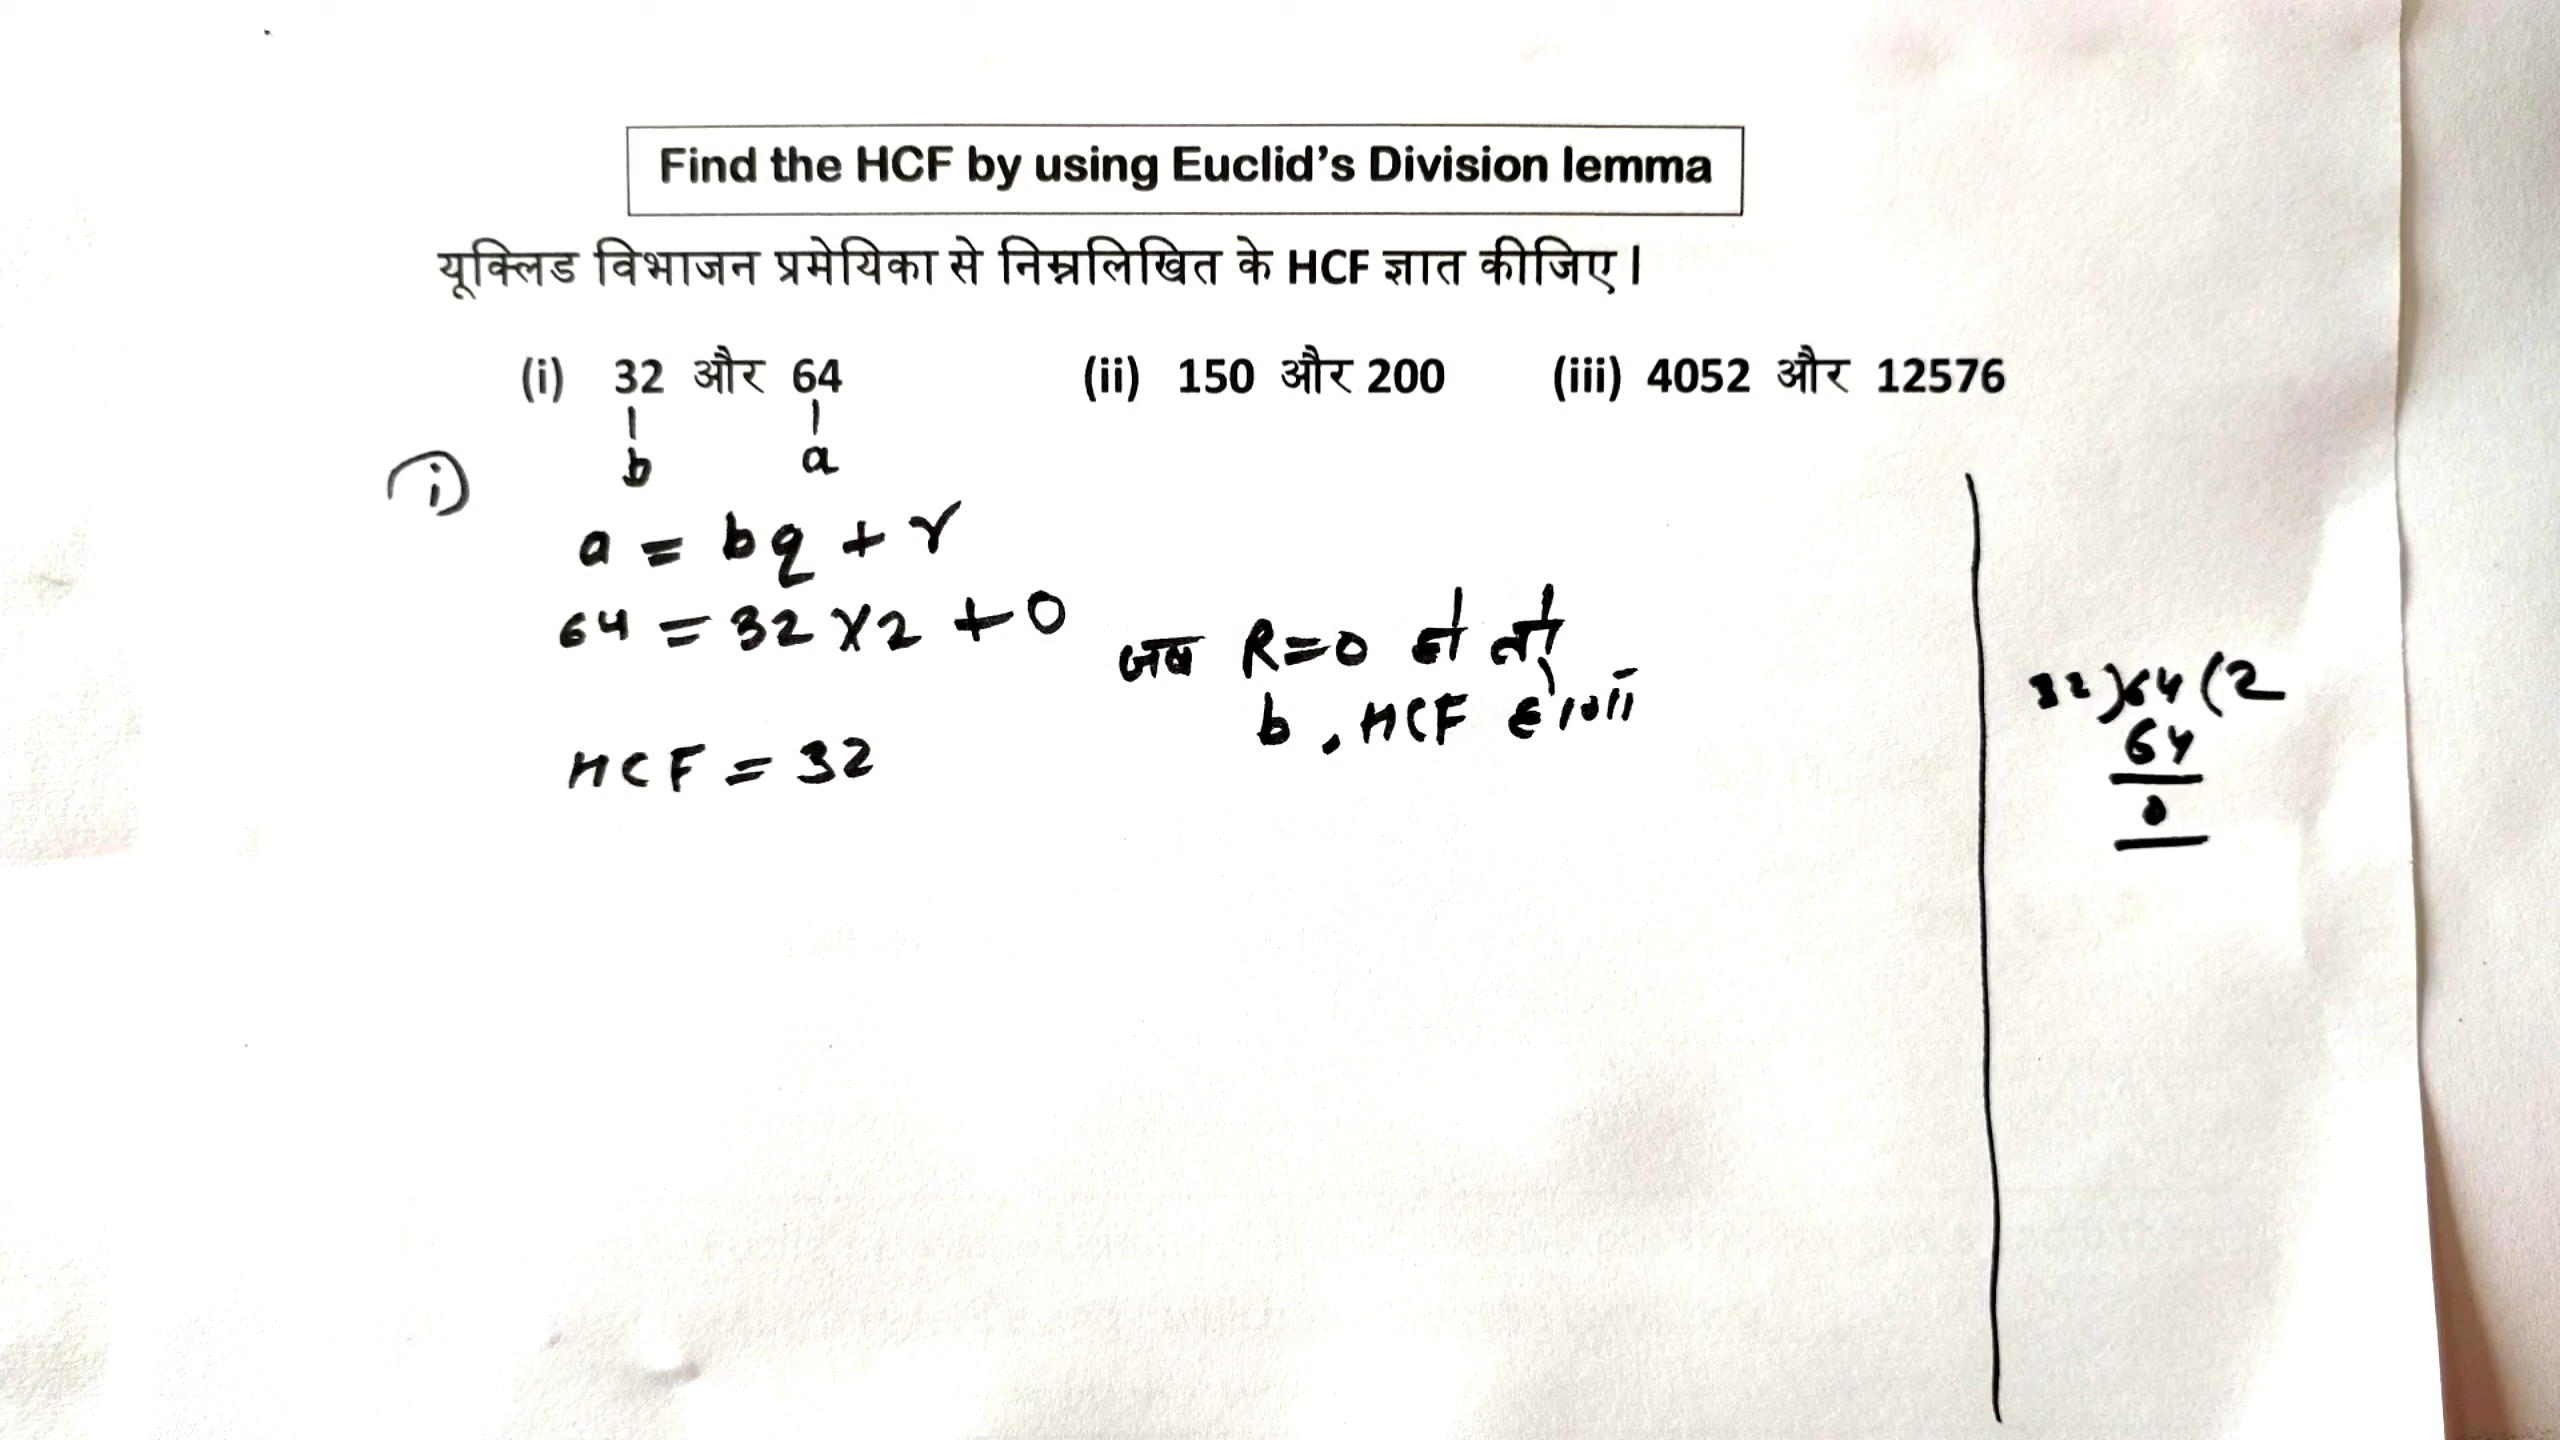 Find the HCF by using Euclid's Division lemma
यूक्लिड विभाजन प्रमेयिका से निम्नलिखित के HCF ज्ञात कीजिए।
(i) 32 और 64 (ii) 150 और 200 (iii) 4052 और 12576
b a
i
a = bq + r
64 = 32 x 2 + 0
जब R=0 हो तो
b, HCF होगा
HCF = 32
32)64(2
64
0